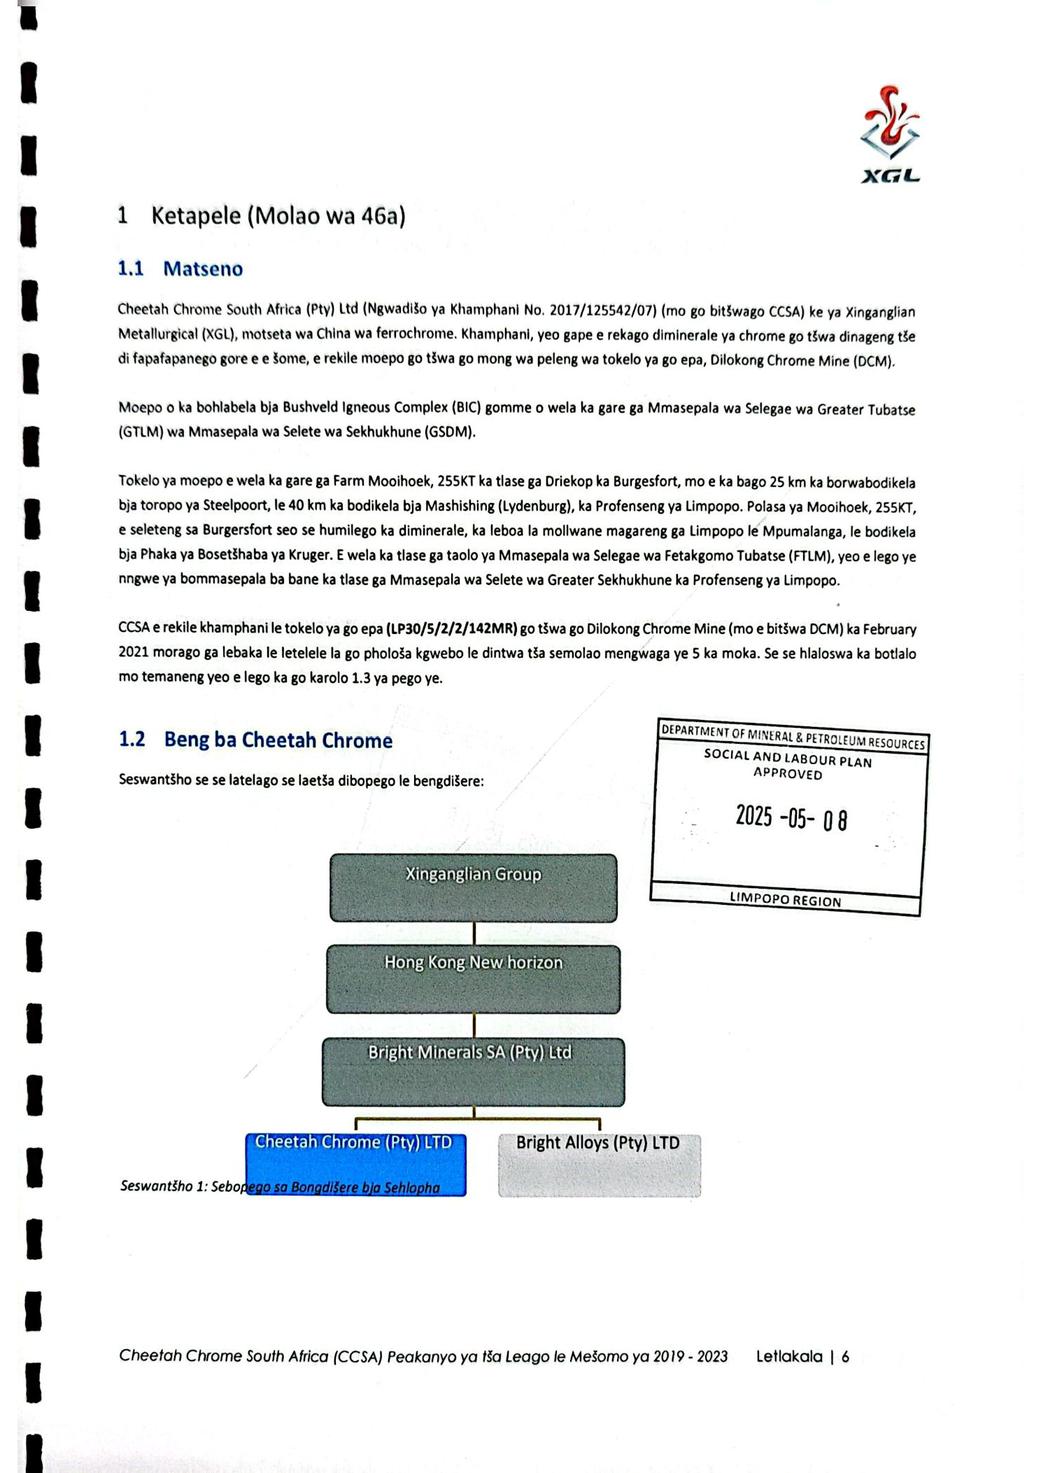 XGL
1 Ketapele (Molao wa 46a)
1.1 Matseno
Cheetah Chrome South Africa (Pty) Ltd (Ngwadišo ya Khamphani No. 2017/125542/07) (mo go bitšwago CCSA) ke ya Xinganglian
Metallurgical (XGL), motseta wa China wa ferrochrome. Khamphani, yeo gape e rekago diminerale ya chrome go tšwa dinageng tše
di fapafapanego gore e e šome, e rekile moepo go tšwa go mong wa peleng wa tokelo ya go epa, Dilokong Chrome Mine (DCM).
Moepo o ka bohlabela bja Bushveld Igneous Complex (BIC) gomme o wela ka gare ga Mmasepala wa Selegae wa Greater Tubatse
(GTLM) wa Mmasepala wa Selete wa Sekhukhune (GSDM).
Tokelo ya moepo e wela ka gare ga Farm Mooihoek, 255KT ka tlase ga Driekop ka Burgesfort, mo e ka bago 25 km ka borwabodikela
bja toropo ya Steelpoort, le 40 km ka bodikela bja Mashishing (Lydenburg), ka Profenseng ya Limpopo. Polasa ya Mooihoek, 255KT,
e seleteng sa Burgersfort seo se humilego ka diminerale, ka leboa la mollwane magareng ga Limpopo le Mpumalanga, le bodikela
bja Phaka ya Bosetšhaba ya Kruger. E wela ka tlase ga taolo ya Mmasepala wa Selegae wa Fetakgomo Tubatse (FTLM), yeo e lego ye
nngwe ya bommasepala ba bane ka tlase ga Mmasepala wa Selete wa Greater Sekhukhune ka Profenseng ya Limpopo.
CCSA e rekile khamphani le tokelo ya go epa (LP30/5/2/2/142MR) go tšwa go Dilokong Chrome Mine (mo e bitšwa DCM) ka February
2021 morago ga lebaka le letelele la go phološa kgwebo le dintwa tša semolao mengwaga ye 5 ka moka. Se se hlaloswa ka botlalo
mo temaneng yeo e lego ka go karolo 1.3 ya pego ye.
1.2 Beng ba Cheetah Chrome
Seswantšho se se latelago se laetša dibopego le bengdišere:
DEPARTMENT OF MINERAL & PETROLEUM RESOURCES
SOCIAL AND LABOUR PLAN
APPROVED
2025 -05- 08
LIMPOPO REGION
Xinganglian Group
Hong Kong New horizon
Bright Minerals SA (Pty) Ltd
Cheetah Chrome (Pty) LTD
Bright Alloys (Pty) LTD
Seswantšho 1: Sebopego sa Bongdišere bja Sehlopha
Cheetah Chrome South Africa (CCSA) Peakanyo ya tša Leago le Mešomo ya 2019 - 2023 Letlakala | 6